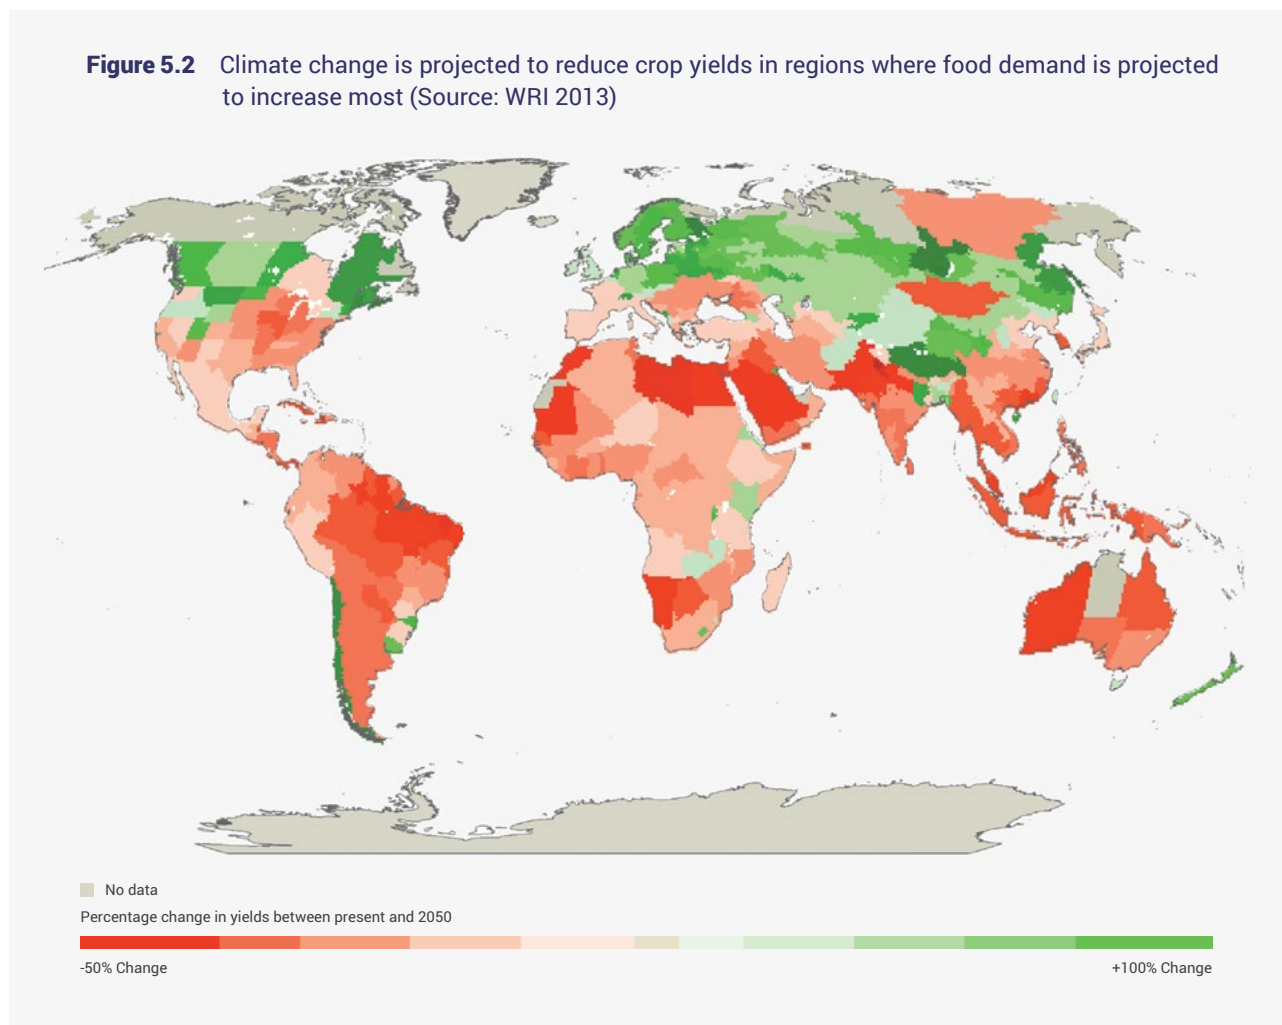 Figure 5.2 Climate change is projected to reduce crop yields in regions where food demand is projected
to increase most (Source: WRI 2013)
No data
Percentage change in yields between present and 2050
-50% Change
+100% Change